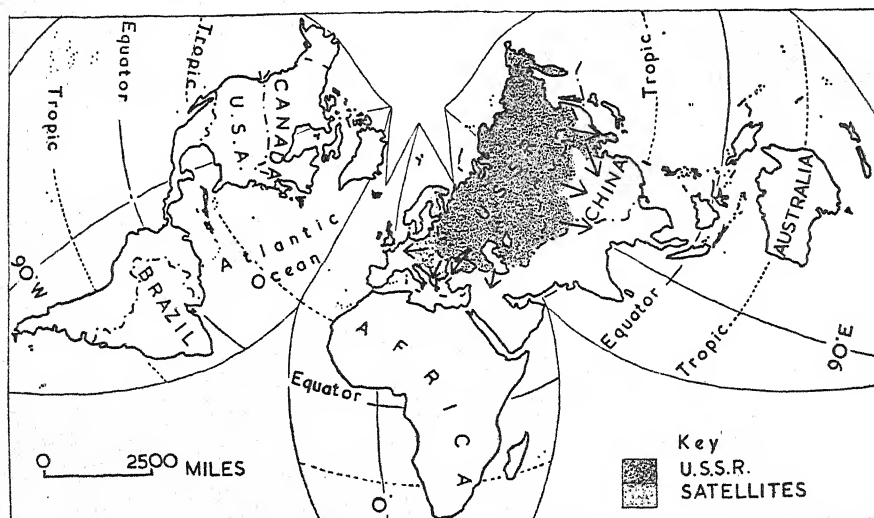 Tropic
Equator
Tropic
U.S.A.
CANADA
Atlantic
Ocean
90°W
BRAZIL
U.S.S.R.
CHINA
Tropic
AUSTRALIA
Equator
Tropic
90°E
AFRICA
Equator
0°
0 2500 MILES
Key
U.S.S.R.
SATELLITES